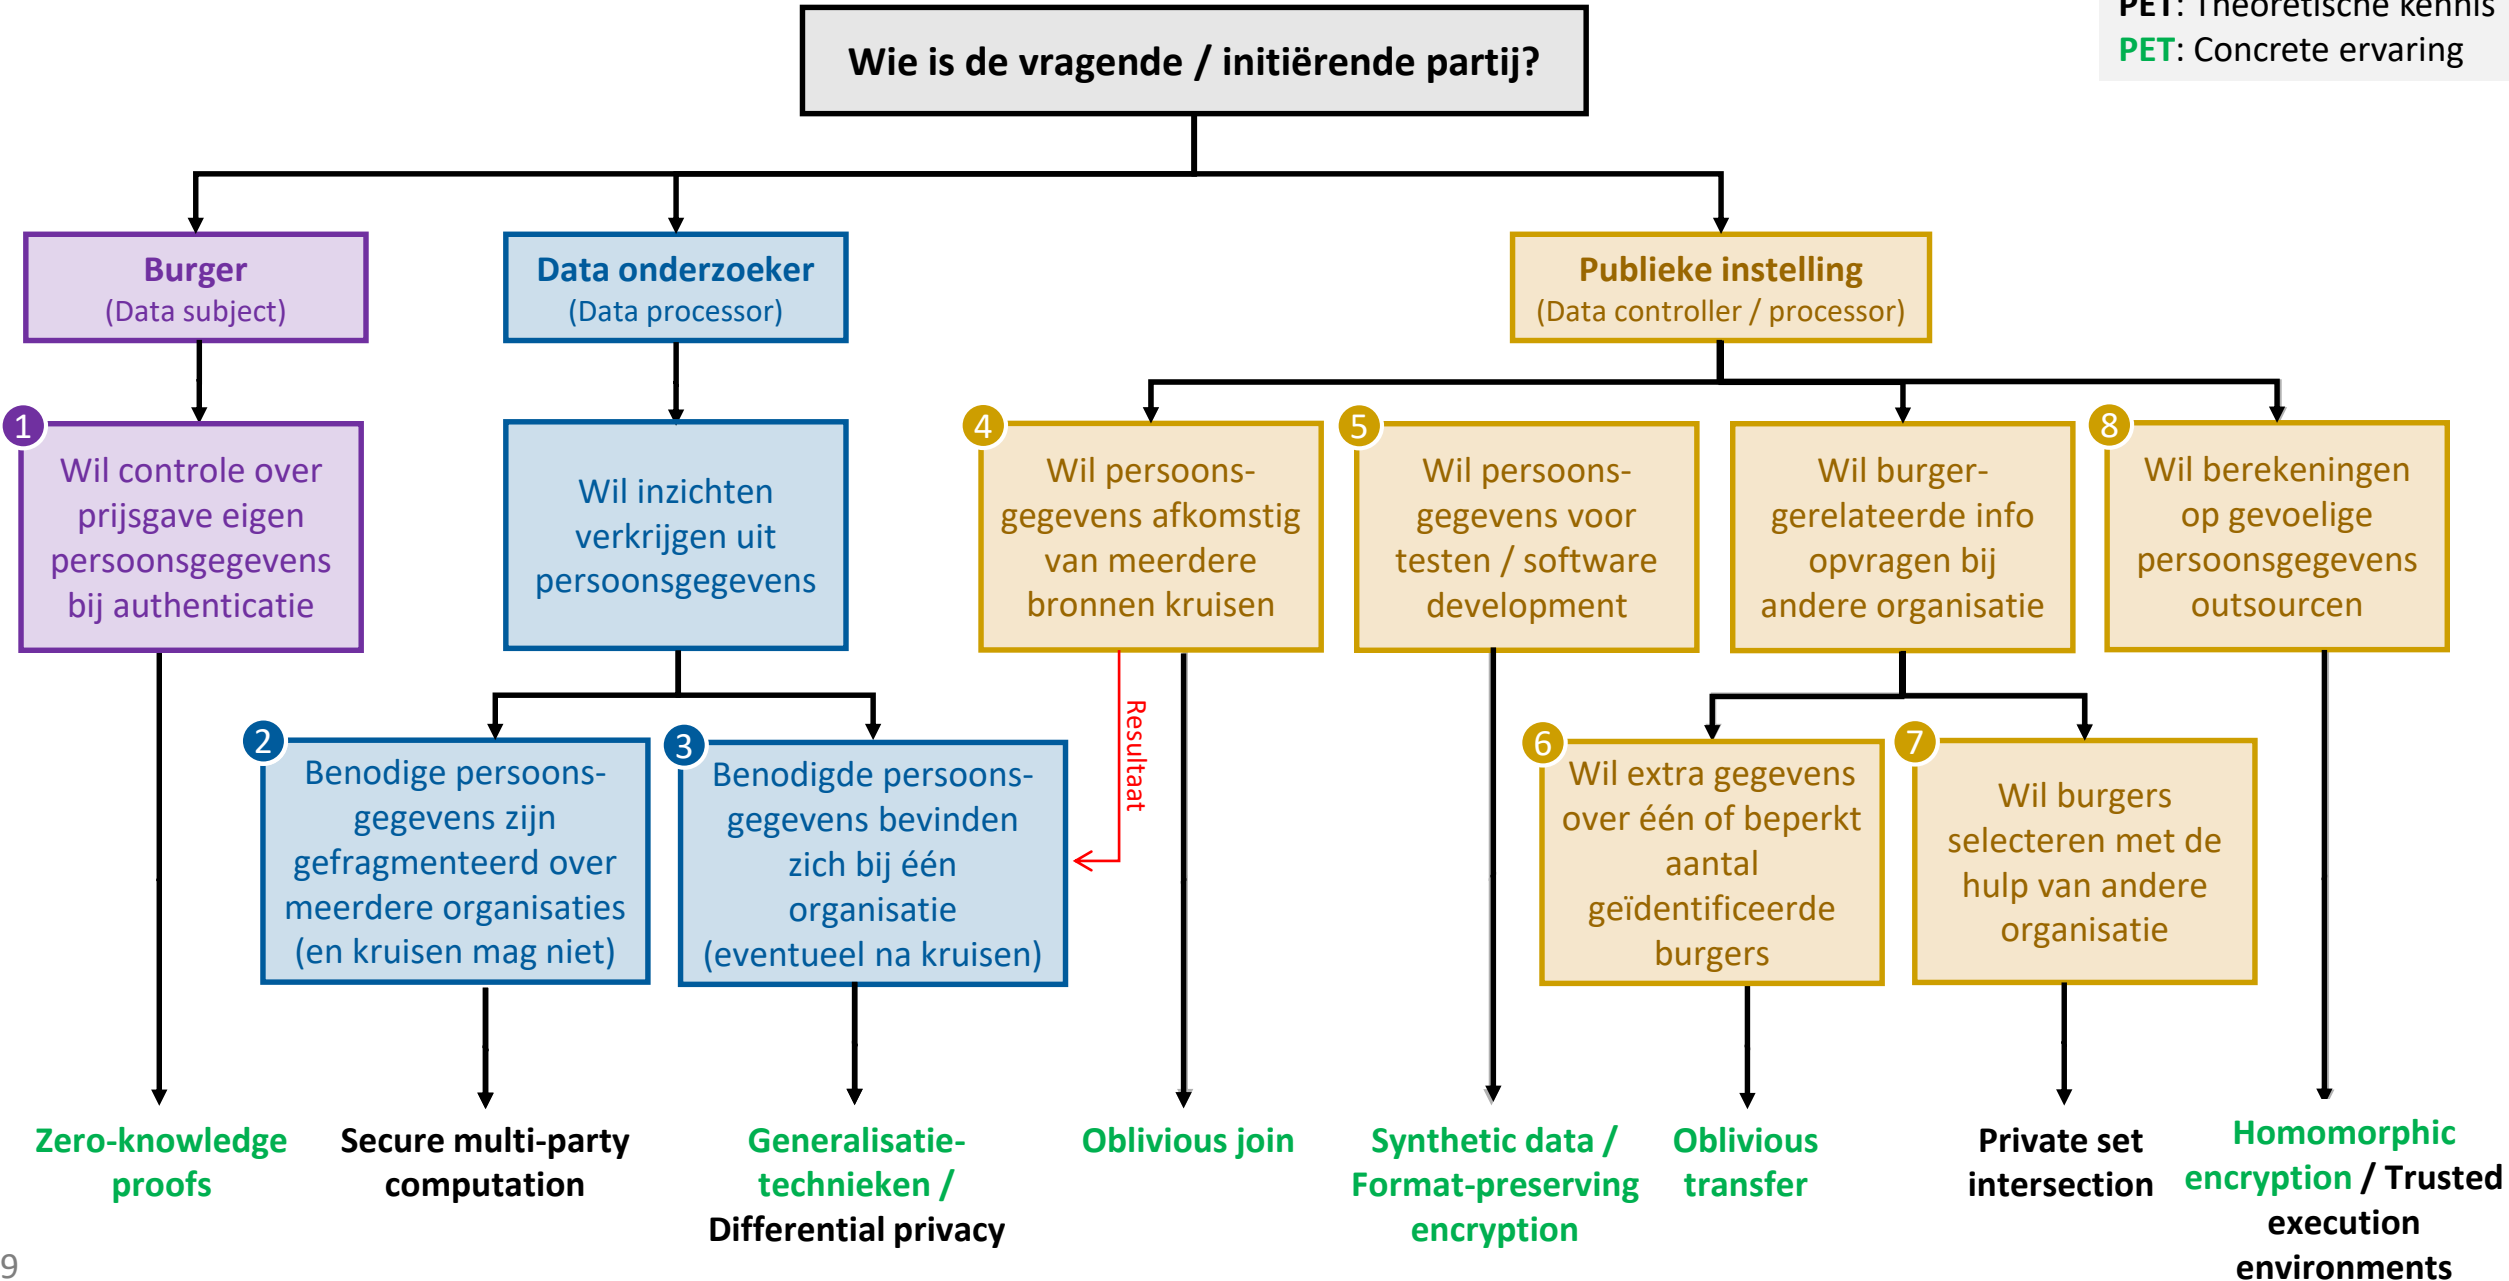 PET: Theoretische kennis
PET: Concrete ervaring
Wie is de vragende / initiërende partij?
Burger
(Data subject)
Data onderzoeker
(Data processor)
Publieke instelling
(Data controller / processor)
1
Wil controle over
prijsgave eigen
persoonsgegevens
bij authenticatie
Wil inzichten
verkrijgen uit
persoonsgegevens
4
Wil persoons-
gegevens afkomstig
van meerdere
bronnen kruisen
5
Wil persoons-
gegevens voor
testen / software
development
Wil burger-
gerelateerde info
opvragen bij
andere organisatie
8
Wil berekeningen
op gevoelige
persoonsgegevens
outsourcen
Resultaat
2
Benodige persoons-
gegevens zijn
gefragmenteerd over
meerdere organisaties
(en kruisen mag niet)
3
Benodigde persoons-
gegevens bevinden
zich bij één
organisatie
(eventueel na kruisen)
6
Wil extra gegevens
over één of beperkt
aantal
geïdentificeerde
burgers
7
Wil burgers
selecteren met de
hulp van andere
organisatie
Zero-knowledge
proofs
Secure multi-party
computation
Generalisatie-
technieken /
Differential privacy
Oblivious join
Synthetic data /
Format-preserving
encryption
Oblivious
transfer
Private set
intersection
Homomorphic
encryption / Trusted
execution
environments
9